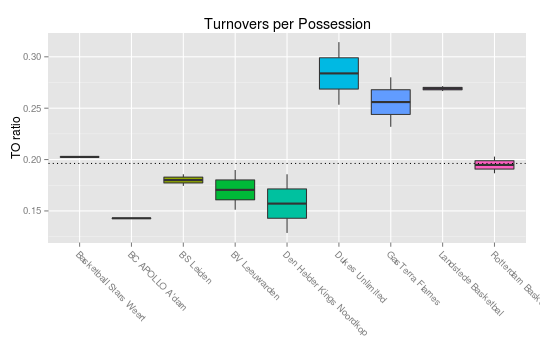 Turnovers per Possession
TO ratio
0.30
0.25
0.20
0.15
Basketball Stars Weert
BC APOLLO A'dam
BS Leiden
BV Leeuwarden
Den Helder Kings Noordkop
Dukes Unlimited
GasTerra Flames
Landstede Basketbal
Rotterdam Bask